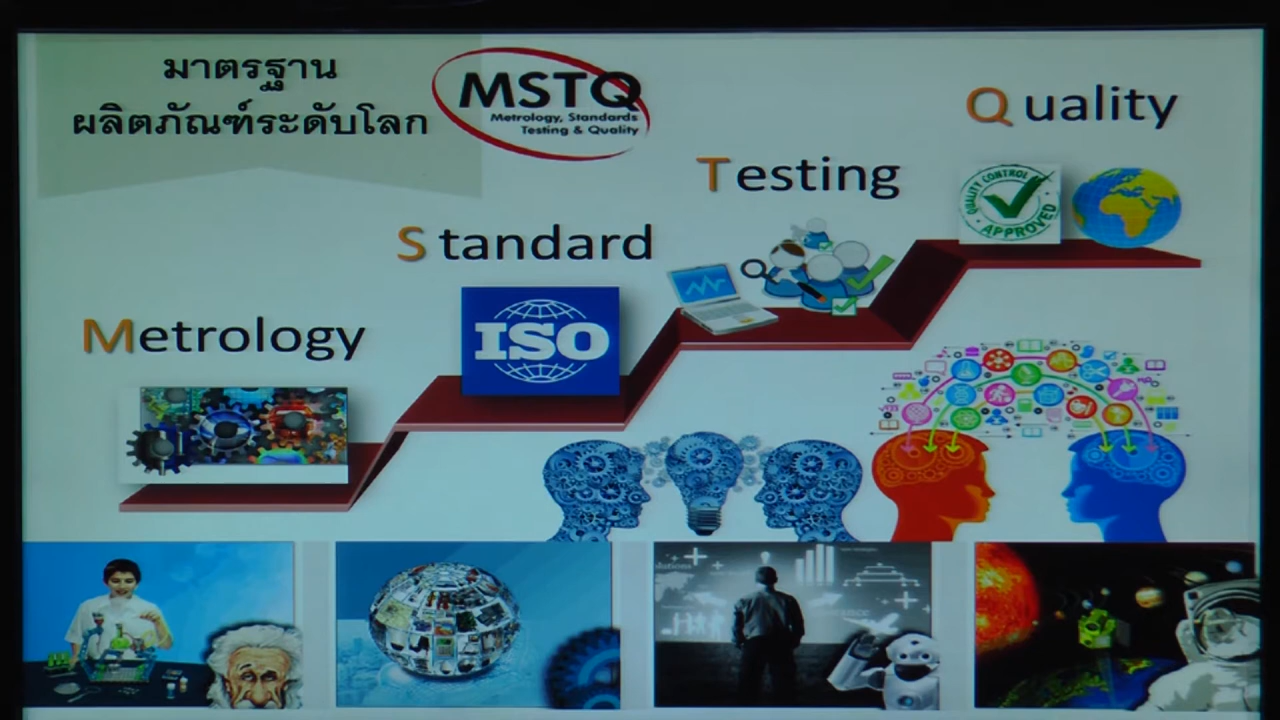 มาตรฐาน
ผลิตภัณฑ์ระดับโลก
MSTQ
Metrology, Standards
Testing & Quality
Quality
Testing
QUALITY CONTROL
APPROVED
Standard
ISO
Metrology